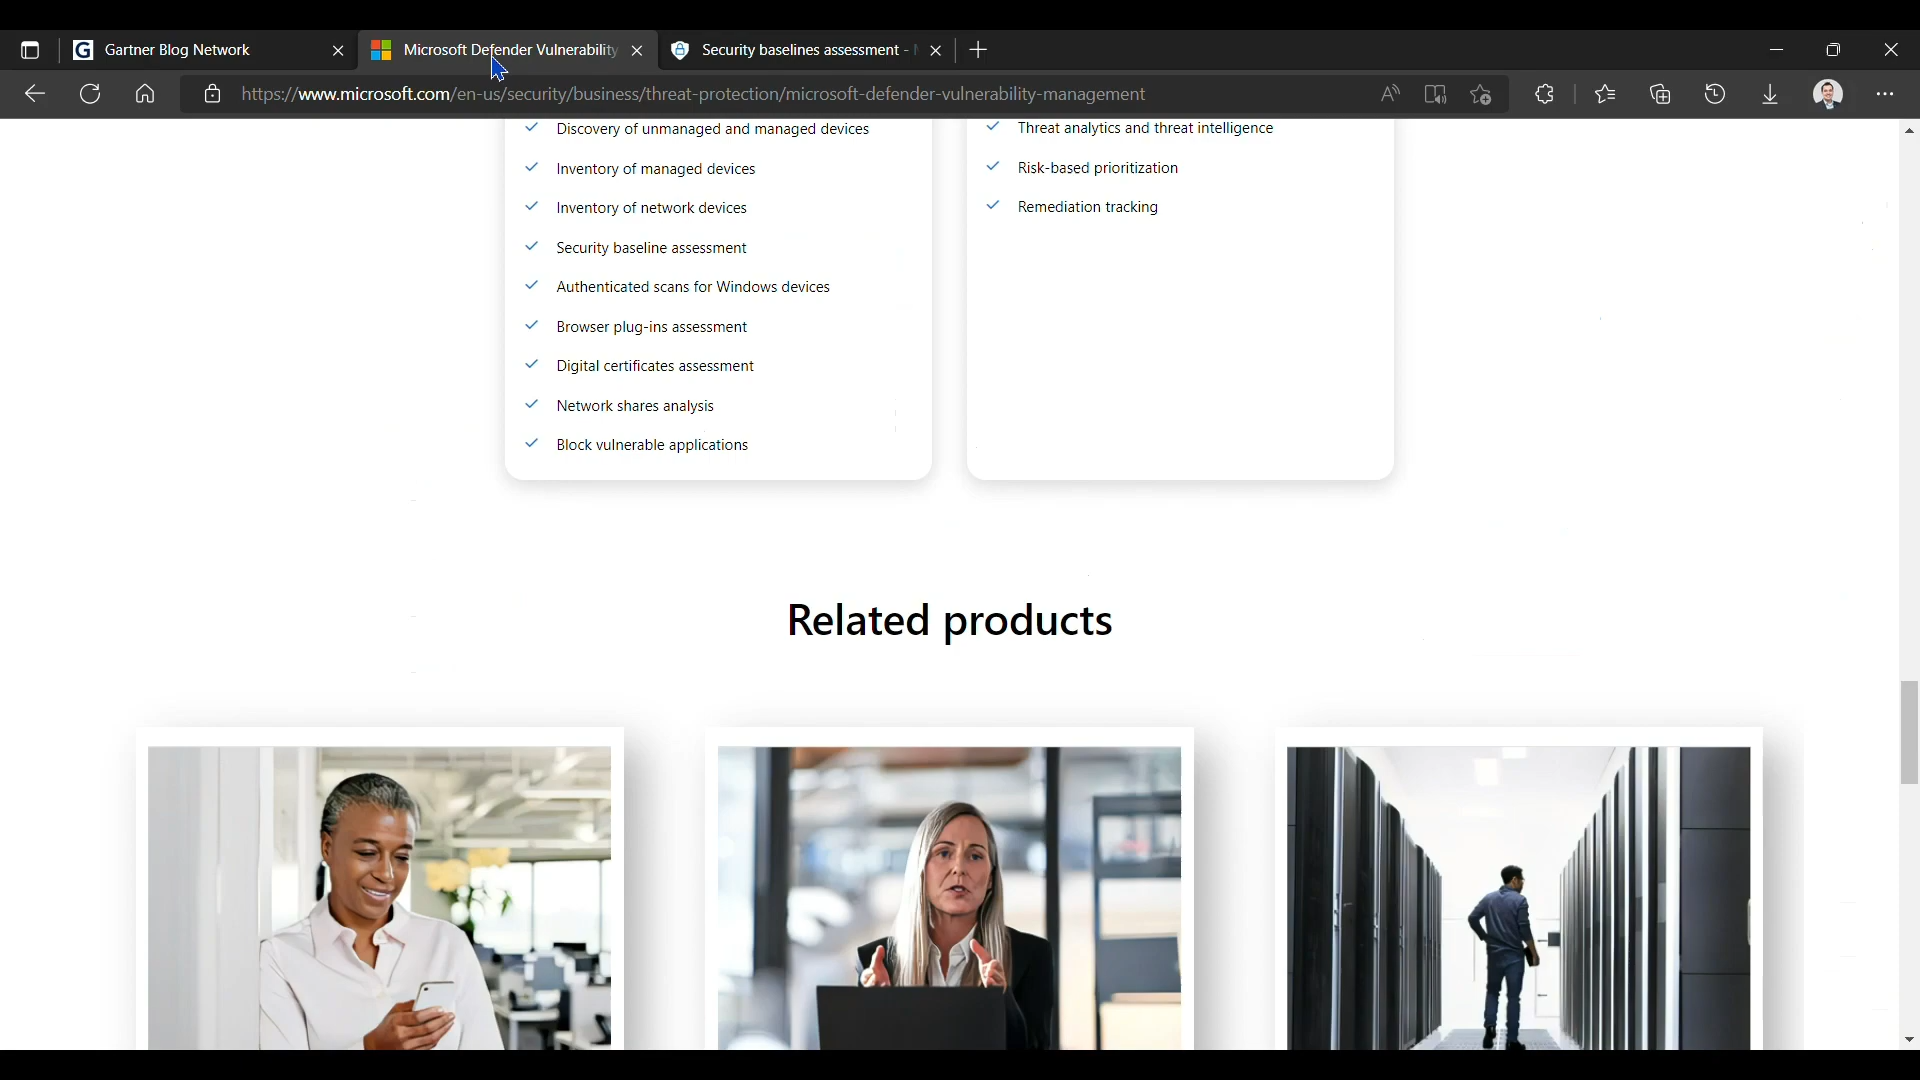 Gartner Blog Network
Microsoft Defender Vulnerability
Security baselines assessment -
https://www.microsoft.com/en-us/security/business/threat-protection/microsoft-defender-vulnerability-management
Discovery of unmanaged and managed devices
Inventory of managed devices
Inventory of network devices
Security baseline assessment
Authenticated scans for Windows devices
Browser plug-ins assessment
Digital certificates assessment
Network shares analysis
Block vulnerable applications
Threat analytics and threat intelligence
Risk-based prioritization
Remediation tracking
Related products